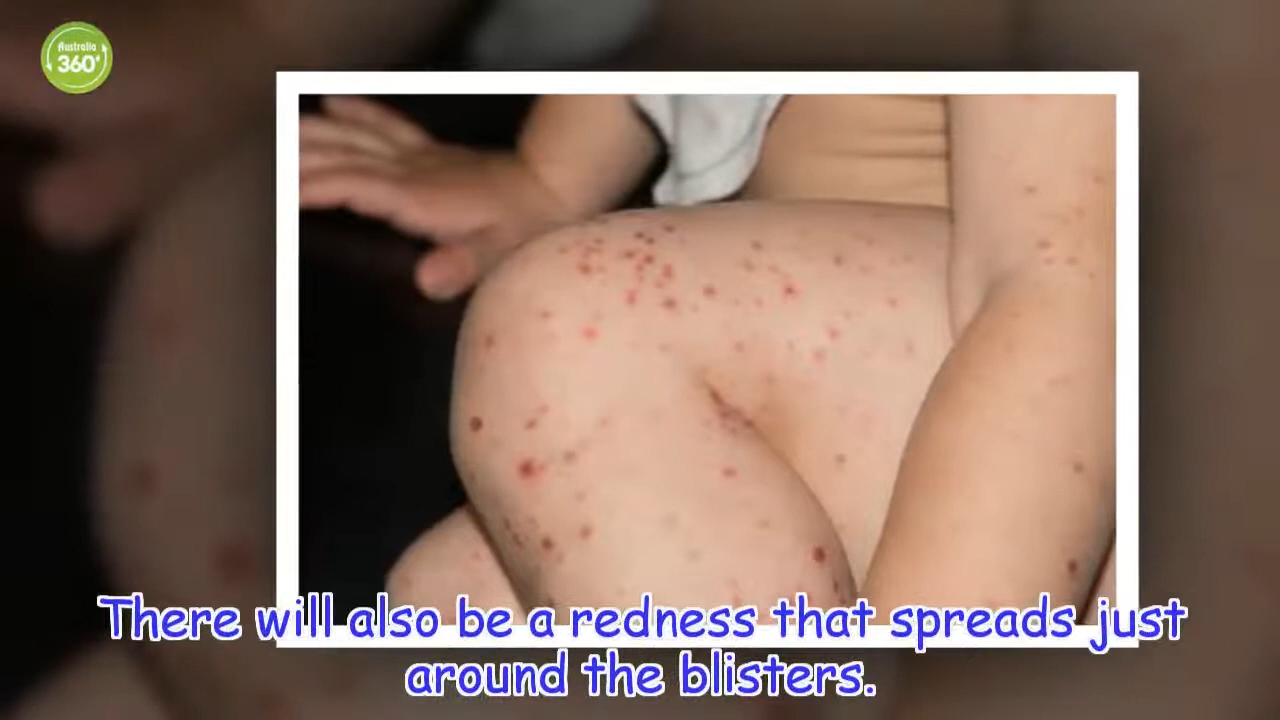 Australia
360°
There will also be a redness that spreads just
around the blisters.